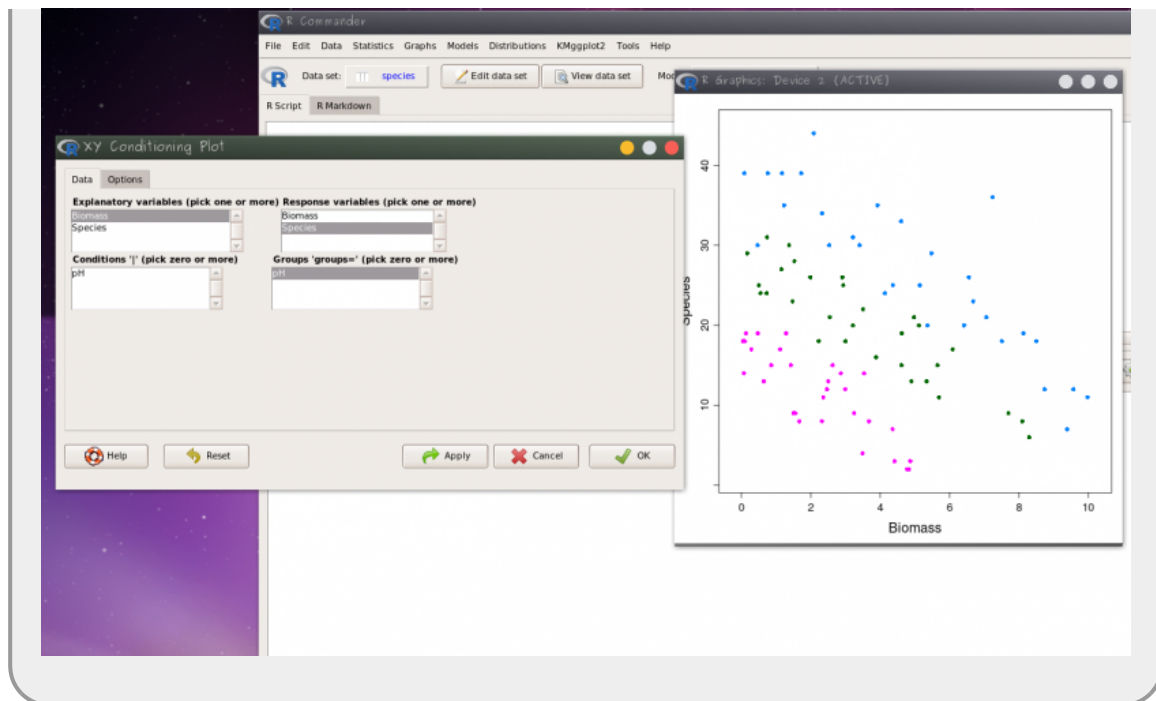 R Commander
File Edit Data Statistics Graphs Models Distributions KMggplot2 Tools Help
Data set: species Edit data set View data set
R Script R Markdown
XY Conditioning Plot
Data Options
Explanatory variables (pick one or more) Response variables (pick one or more)
Biomass Biomass
Species Species
Conditions '|' (pick zero or more) Groups 'groups=' (pick zero or more)
pH pH
Help Reset Apply Cancel OK
R Graphics: Device 2 (ACTIVE)
40
30
20
10
Species
0 2 4 6 8 10
Biomass